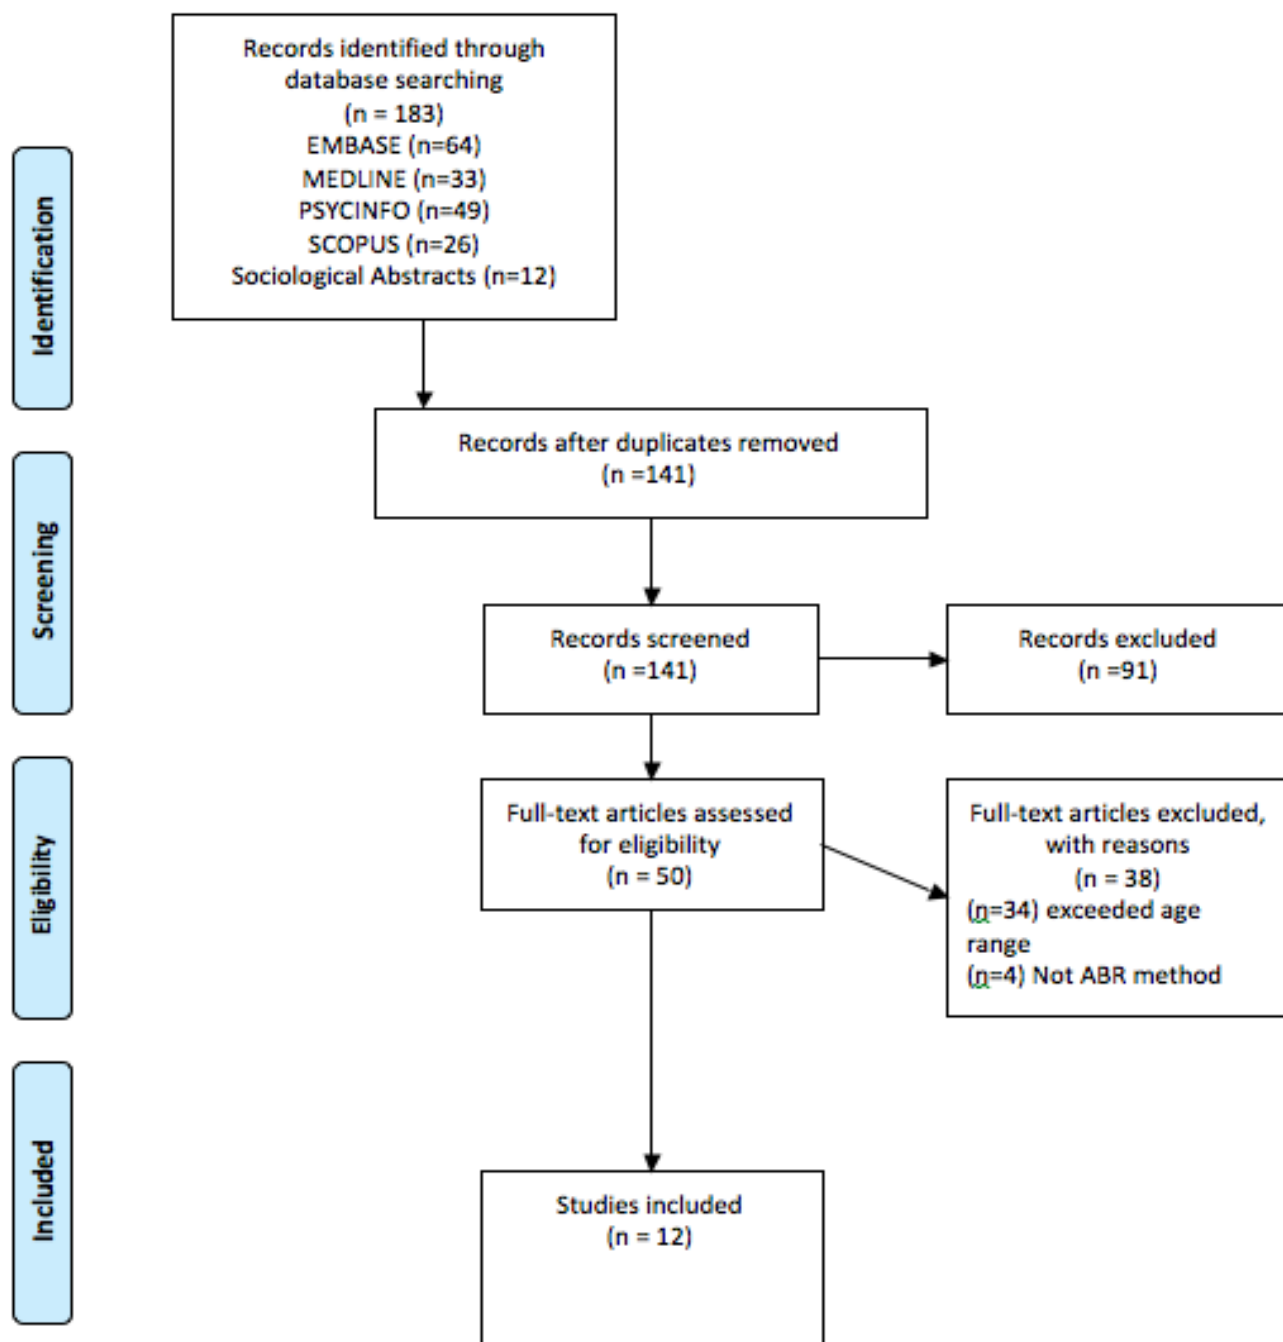 Identification
Records identified through
database searching
(n = 183)
EMBASE (n=64)
MEDLINE (n=33)
PSYCINFO (n=49)
SCOPUS (n=26)
Sociological Abstracts (n=12)
Records after duplicates removed
(n =141)
Screening
Records screened
(n =141)
Records excluded
(n =91)
Eligibility
Full-text articles assessed
for eligibility
(n = 50)
Full-text articles excluded,
with reasons
(n = 38)
(n=34) exceeded age
range
(n=4) Not ABR method
Included
Studies included
(n = 12)